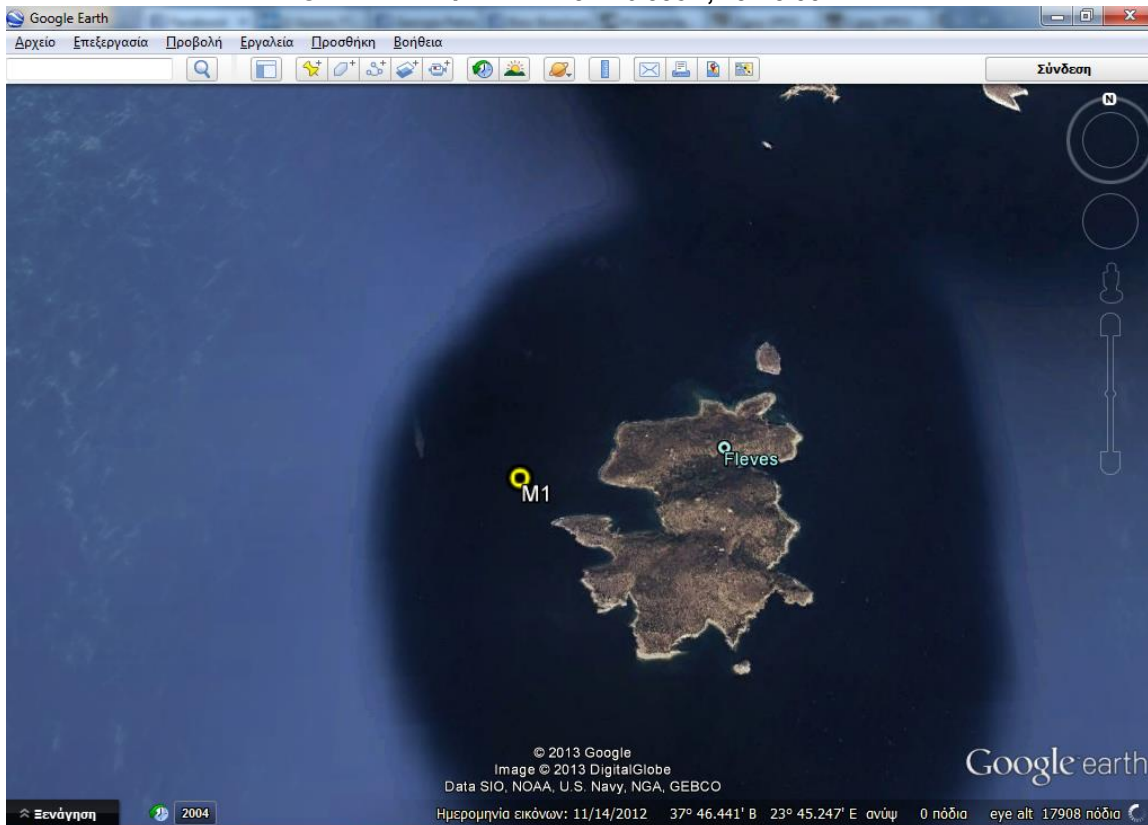 Google Earth
Αρχείο Επεξεργασία Προβολή Εργαλεία Προσθήκη Βοήθεια
Σύνδεση
N
Fleves
M1
© 2013 Google
Image © 2013 DigitalGlobe
Data SIO, NOAA, U.S. Navy, NGA, GEBCO
Google earth
Ξενάγηση 2004 Ημερομηνία εικόνων: 11/14/2012 37° 46.441' Β 23° 45.247' Ε ανύψ 0 πόδια eye alt 17908 πόδια